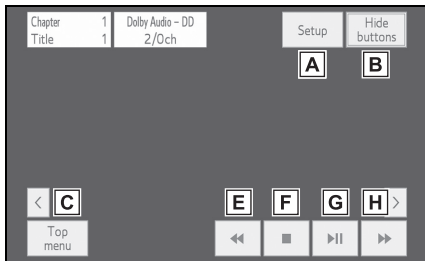 Chapter 1
Title 1
Dolby Audio – DD
2/0ch
Setup
Hide
buttons
A
B
C
E
F
G
H
Top
menu